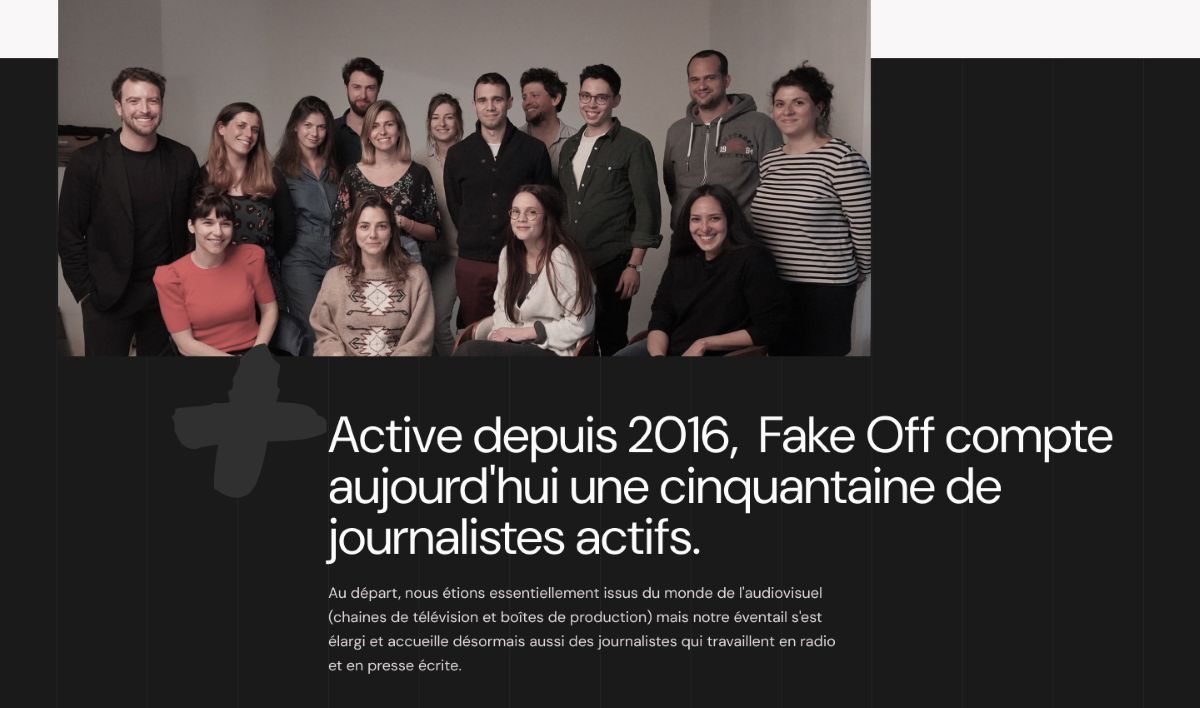 Active depuis 2016,  Fake Off compte
aujourd'hui une cinquantaine de
journalistes actifs.
Au départ, nous étions essentiellement issus du monde de l'audiovisuel
(chaines de télévision et boîtes de production) mais notre éventail s'est
élargi et accueille désormais aussi des journalistes qui travaillent en radio
et en presse écrite.